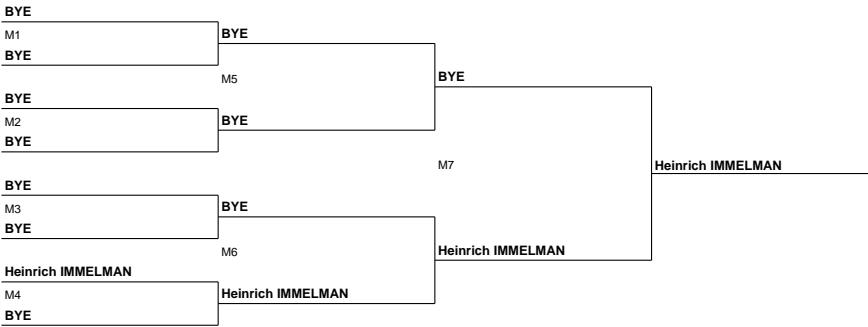 BYE
M1
BYE
BYE
M5
BYE
BYE
M2
BYE
BYE
M7
Heinrich IMMELMAN
BYE
M3
BYE
BYE
M6
Heinrich IMMELMAN
Heinrich IMMELMAN
M4
Heinrich IMMELMAN
BYE